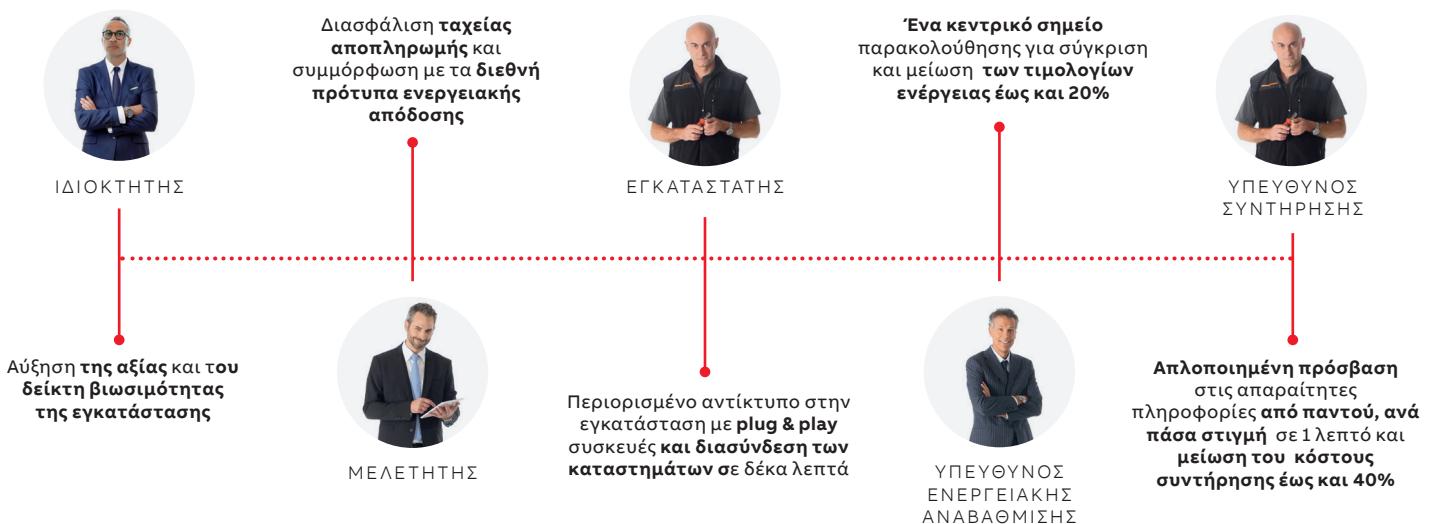 ΙΔΙΟΚΤΗΤΗΣ
Αύξηση της αξίας και του
δείκτη βιωσιμότητας
της εγκατάστασης
Διασφάλιση ταχείας
αποπληρωμής και
συμμόρφωση με τα διεθνή
πρότυπα ενεργειακής
απόδοσης
ΜΕΛΕΤΗΤΗΣ
ΕΓΚΑΤΑΣΤΑΤΗΣ
Περιορισμένο αντίκτυπο στην
εγκατάσταση με plug & play
συσκευές και διασύνδεση των
καταστημάτων σε δέκα λεπτά
Ένα κεντρικό σημείο
παρακολούθησης για σύγκριση
και μείωση των τιμολογίων
ενέργειας έως και 20%
ΥΠΕΥΘΥΝΟΣ
ΕΝΕΡΓΕΙΑΚΗΣ
ΑΝΑΒΑΘΜΙΣΗΣ
ΥΠΕΥΘΥΝΟΣ
ΣΥΝΤΗΡΗΣΗΣ
Απλοποιημένη πρόσβαση
στις απαραίτητες
πληροφορίες από παντού, ανά
πάσα στιγμή σε 1 λεπτό και
μείωση του κόστους
συντήρησης έως και 40%